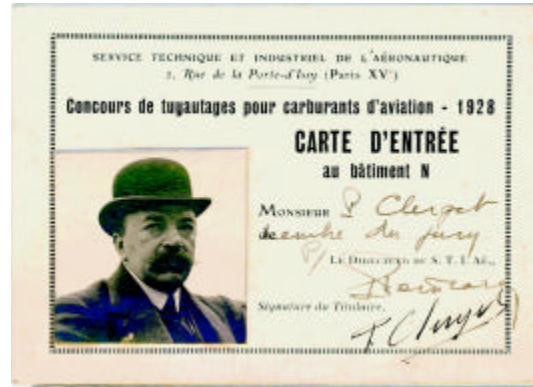 SERVICE TECHNIQUE ET INDUSTRIEL DE L'AÉRONAUTIQUE
2, Rue de la Porte-d'Issy (Paris XVᵉ)
Concours de tuyautages pour carburants d'aviation - 1928
CARTE D'ENTRÉE
au bâtiment N
MONSIEUR P Clerget
membre du jury
P/ LE DIRECTEUR DU S. T. I. Aé.,
Signature du Titulaire,
P Clerget